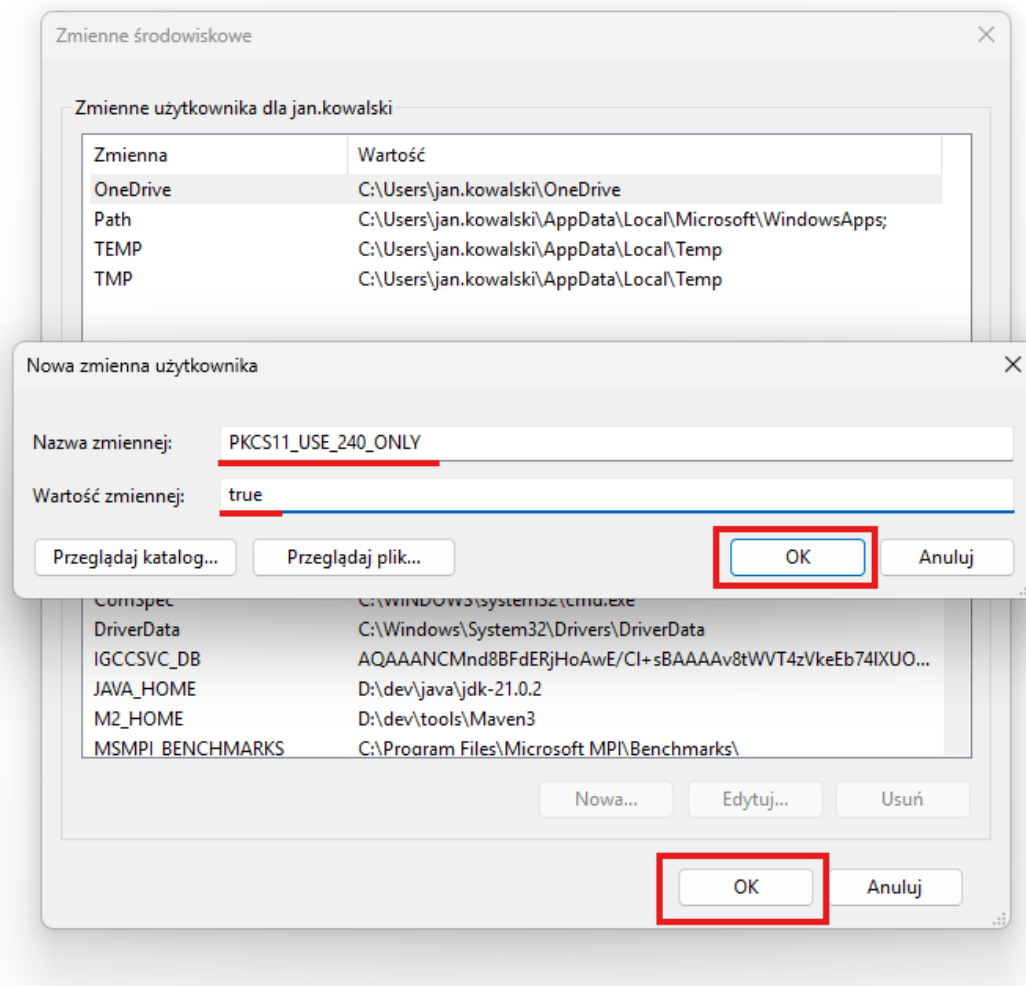 Zmienne środowiskowe
Zmienne użytkownika dla jan.kowalski
Zmienna Wartość
OneDrive C:\Users\jan.kowalski\OneDrive
Path C:\Users\jan.kowalski\AppData\Local\Microsoft\WindowsApps;
TEMP C:\Users\jan.kowalski\AppData\Local\Temp
TMP C:\Users\jan.kowalski\AppData\Local\Temp
Nowa zmienna użytkownika
Nazwa zmiennej: PKCS11_USE_240_ONLY
Wartość zmiennej: true
Przeglądaj katalog... Przeglądaj plik... OK Anuluj
ComSpec C:\WINDOWS\system32\cmd.exe
DriverData C:\Windows\System32\Drivers\DriverData
IGCCSVC_DB AQAAANCMnd8BFdERjHoAwE/Cl+sBAAAAv8tWVT4zVkeEb74IXUO...
JAVA_HOME D:\dev\java\jdk-21.0.2
M2_HOME D:\dev\tools\Maven3
MSMPI_BENCHMARKS C:\Program Files\Microsoft MPI\Benchmarks\
Nowa... Edytuj... Usuń
OK Anuluj